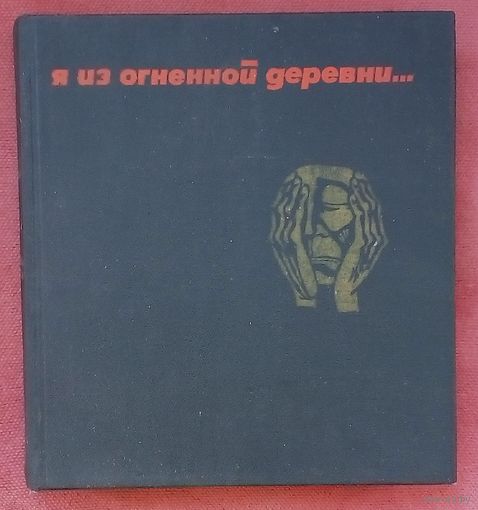 я из огненной деревни...